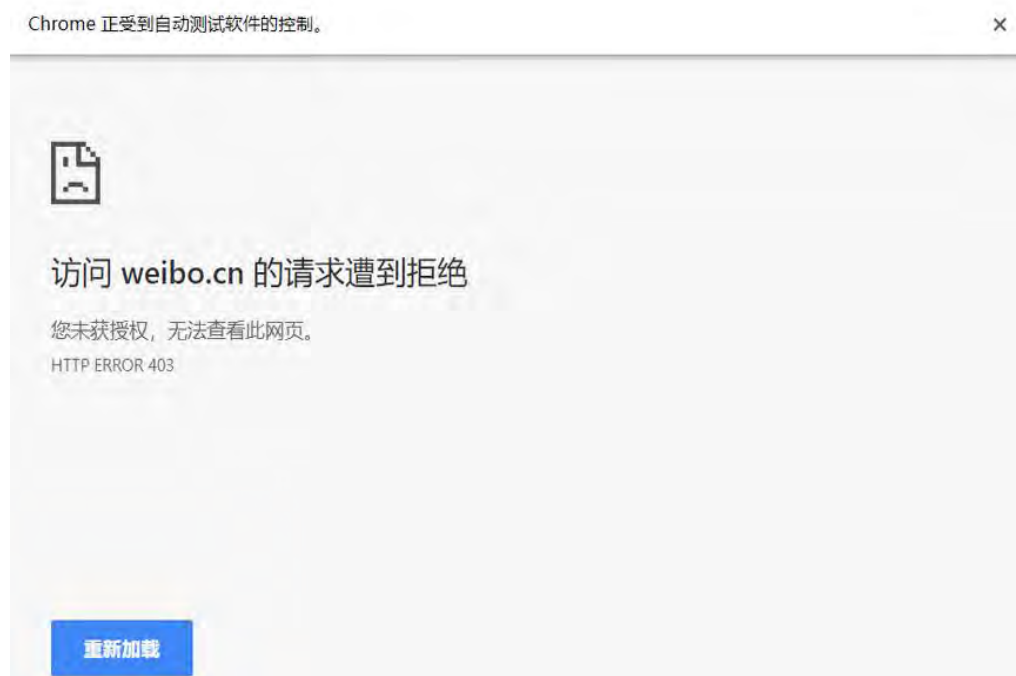 Chrome 正受到自动测试软件的控制。
访问 weibo.cn 的请求遭到拒绝
您未获授权，无法查看此网页。
HTTP ERROR 403
重新加载